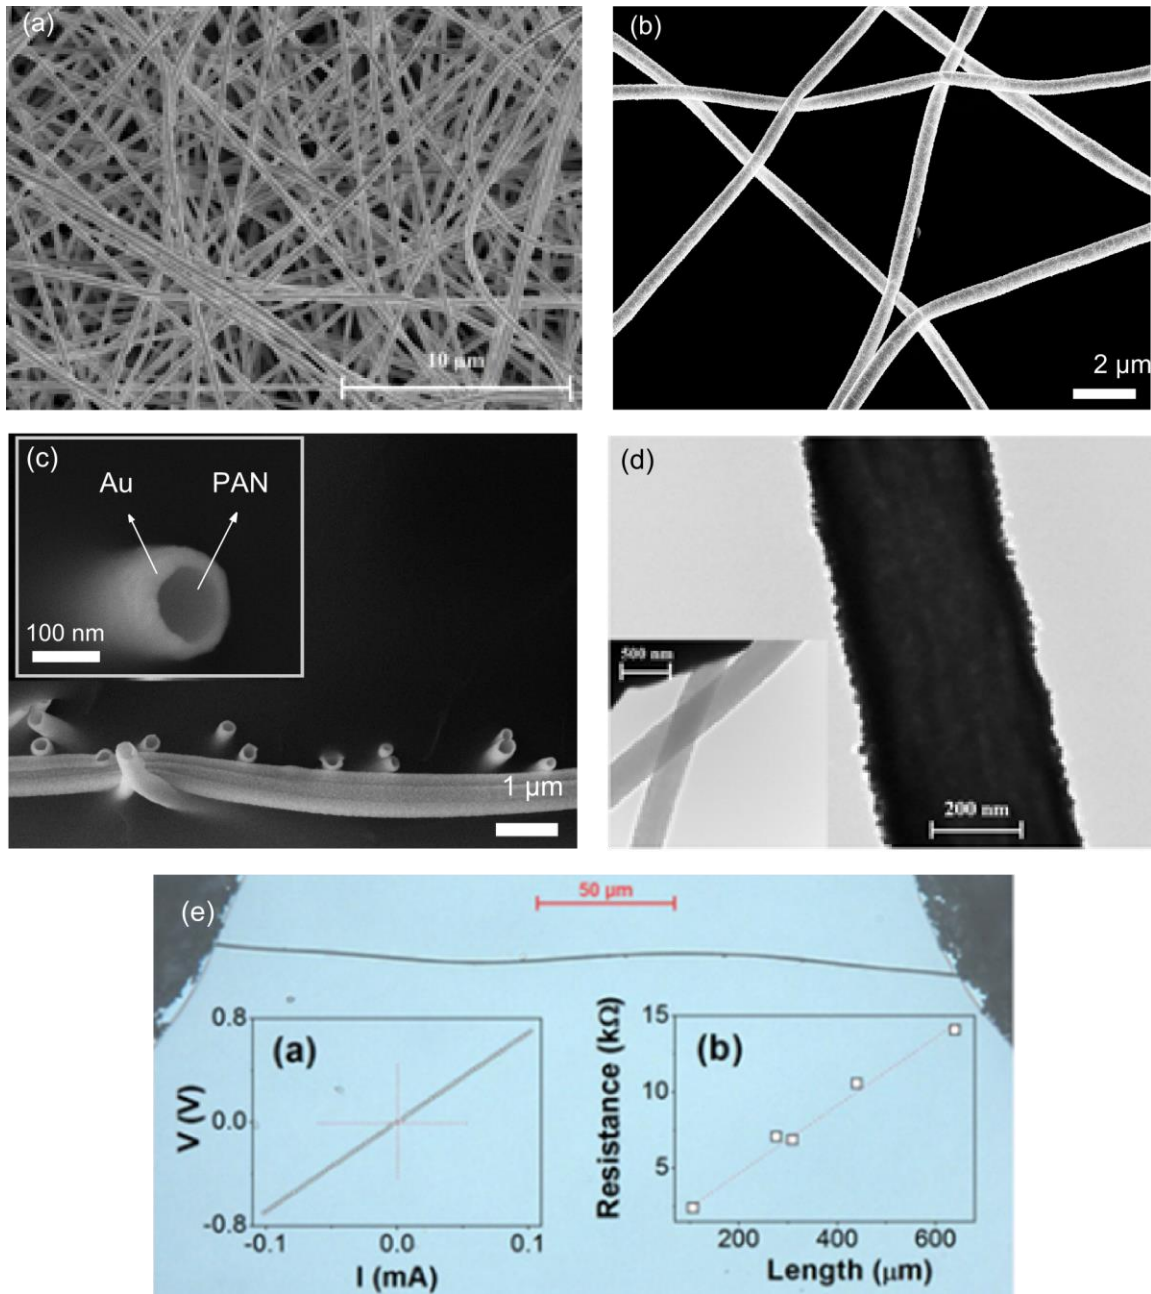 (a)
10 μm
(b)
2 μm
(c)
Au PAN
100 nm
1 μm
(d)
500 nm
200 nm
(e)
50 μm
(a)
V (V)
0.8
0.0
-0.8
-0.1 0.0 0.1
I (mA)
(b)
Resistance (kΩ)
15
10
5
200 400 600
Length (μm)